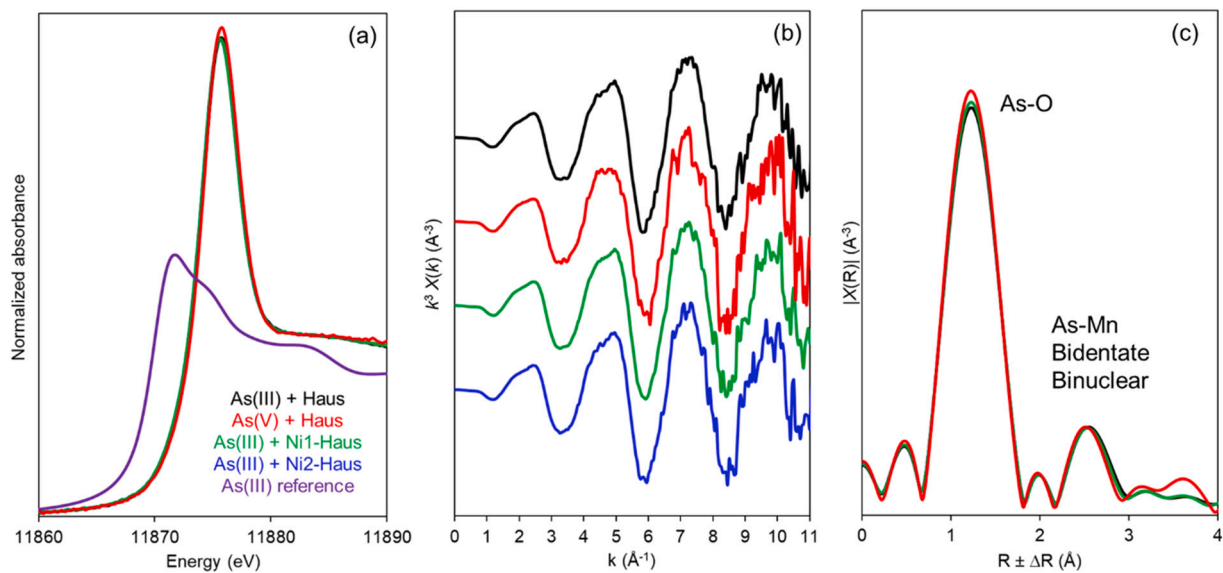 (a)
Normalized absorbance
As(III) + Haus
As(V) + Haus
As(III) + Ni1-Haus
As(III) + Ni2-Haus
As(III) reference
11860 11870 11880 11890
Energy (eV)
(b)
k³ X(k) (A⁻³)
0 1 2 3 4 5 6 7 8 9 10 11
k (Å⁻¹)
(c)
|X(R)| (A⁻³)
As-O
As-Mn
Bidentate
Binuclear
0 1 2 3 4
R ± ΔR (Å)